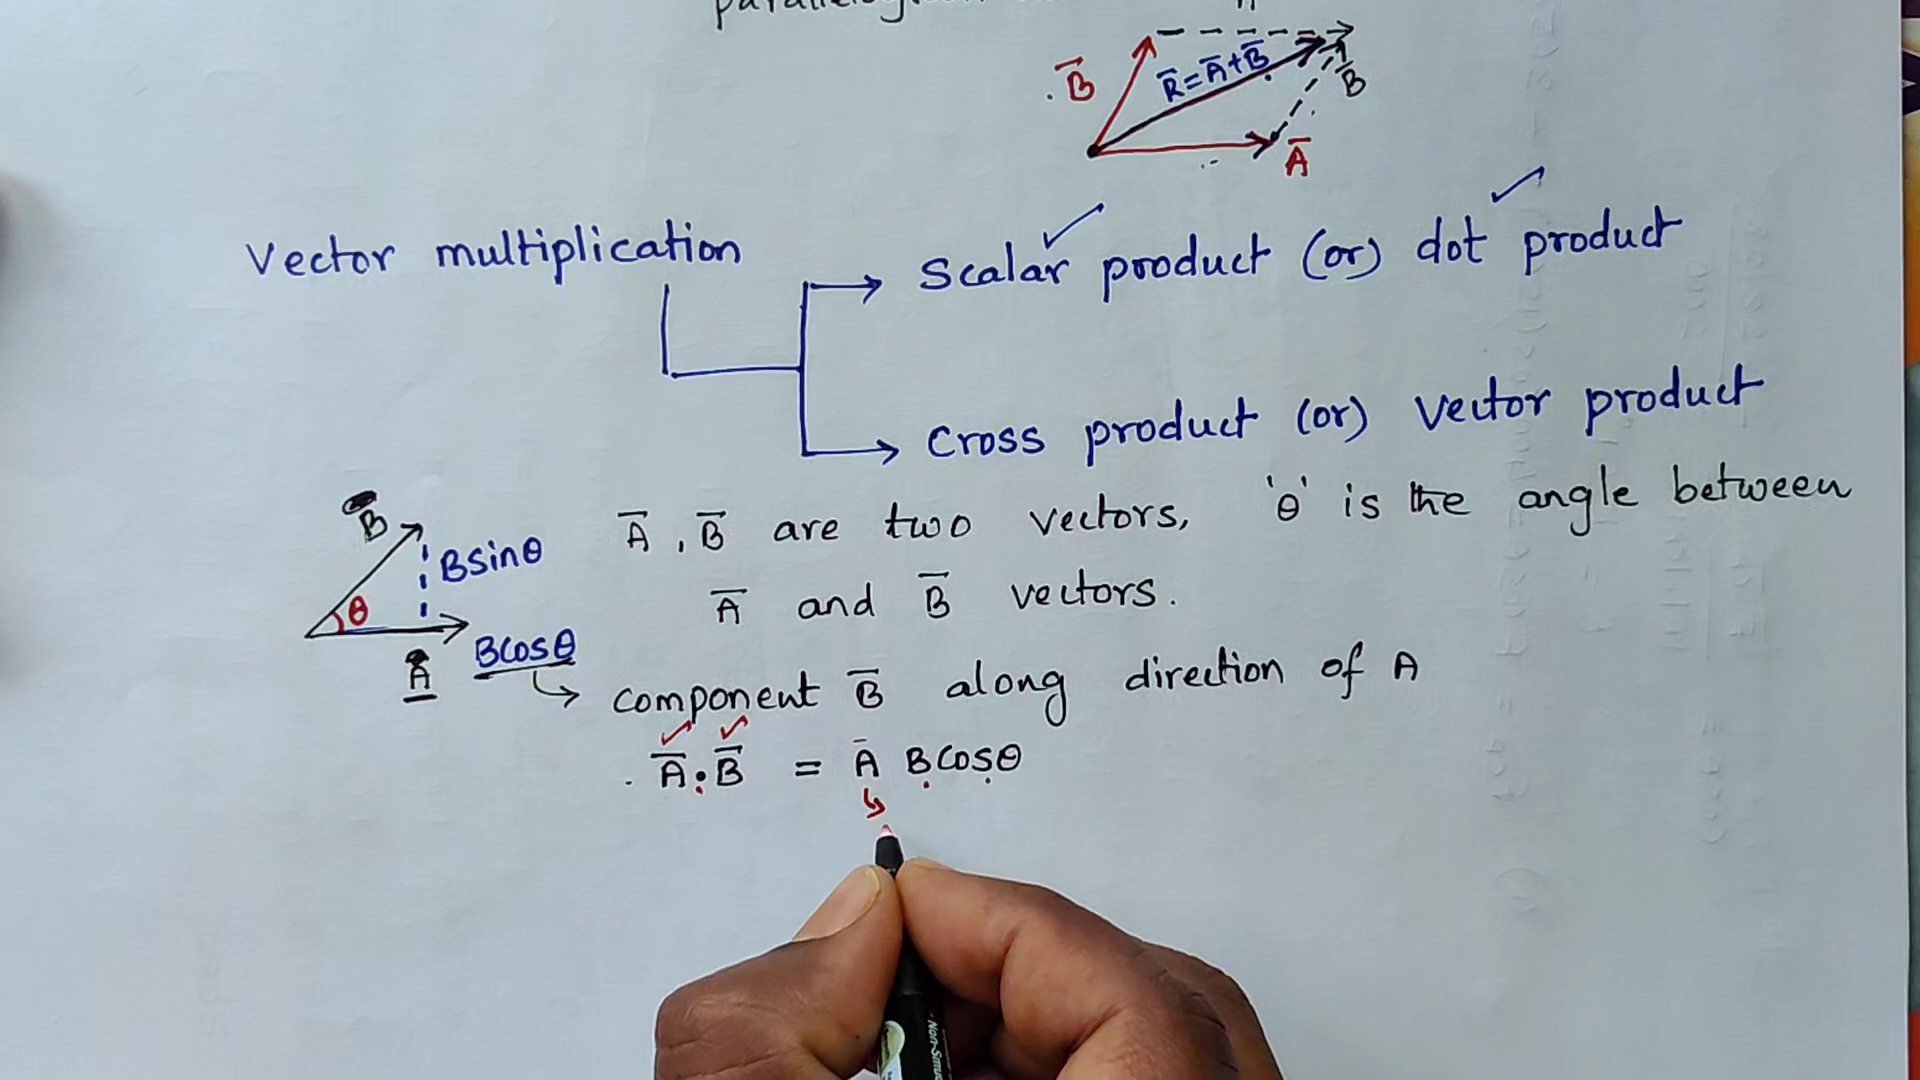 B̅
R̅=A̅+B̅
B̅
A̅
Vector multiplication
Scalar product (or) dot product
Cross product (or) vector product
B̅
Bsinθ
θ
A̅
Bcosθ
A̅ , B̅ are two vectors, 'θ' is the angle between
A̅ and B̅ vectors.
component B̅ along direction of A
A̅ . B̅ = A̅ Bcosθ